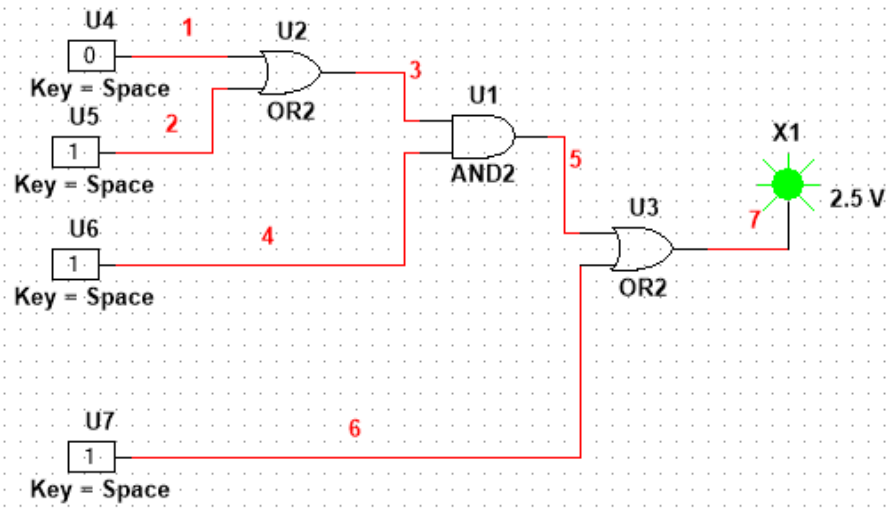 U4
1
U2
0
Key = Space
3
U5
2
OR2
U1
1
Key = Space
AND2
5
X1
2.5 V
U6
4
U3
7
1
Key = Space
OR2
U7
6
1
Key = Space